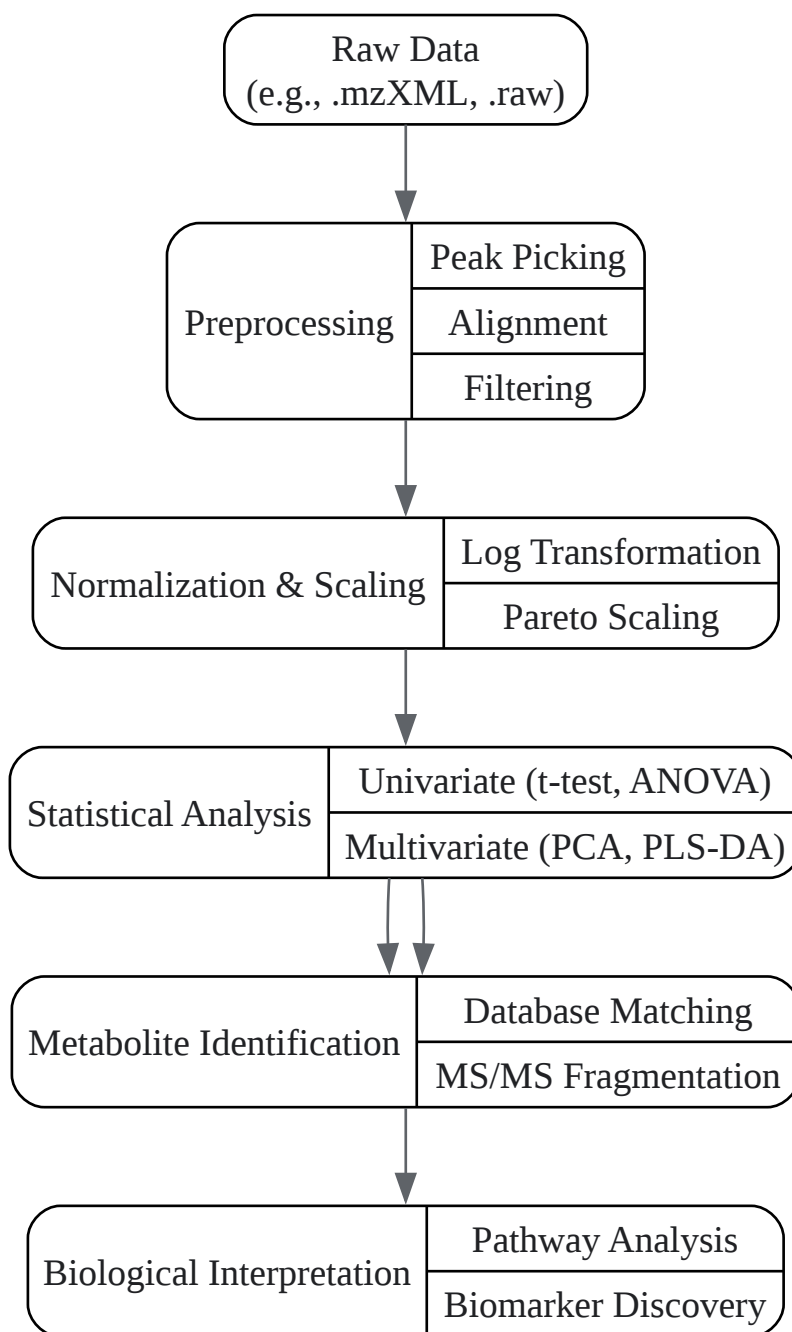 Raw Data
(e.g., .mzXML, .raw)
Preprocessing
Peak Picking
Alignment
Filtering
Normalization & Scaling
Log Transformation
Pareto Scaling
Statistical Analysis
Univariate (t-test, ANOVA)
Multivariate (PCA, PLS-DA)
Metabolite Identification
Database Matching
MS/MS Fragmentation
Biological Interpretation
Pathway Analysis
Biomarker Discovery